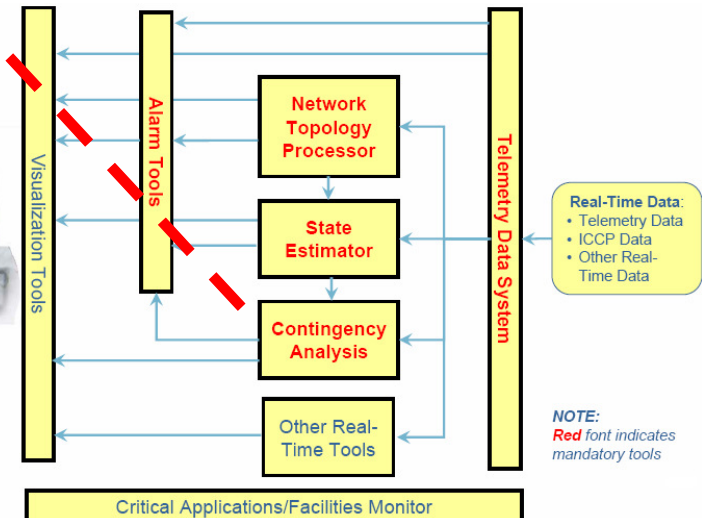 Visualization Tools
Alarm Tools
Network
Topology
Processor
State
Estimator
Contingency
Analysis
Other Real-
Time Tools
Telemetry Data System
Real-Time Data:
• Telemetry Data
• ICCP Data
• Other Real-
Time Data
NOTE:
Red font indicates
mandatory tools
Critical Applications/Facilities Monitor